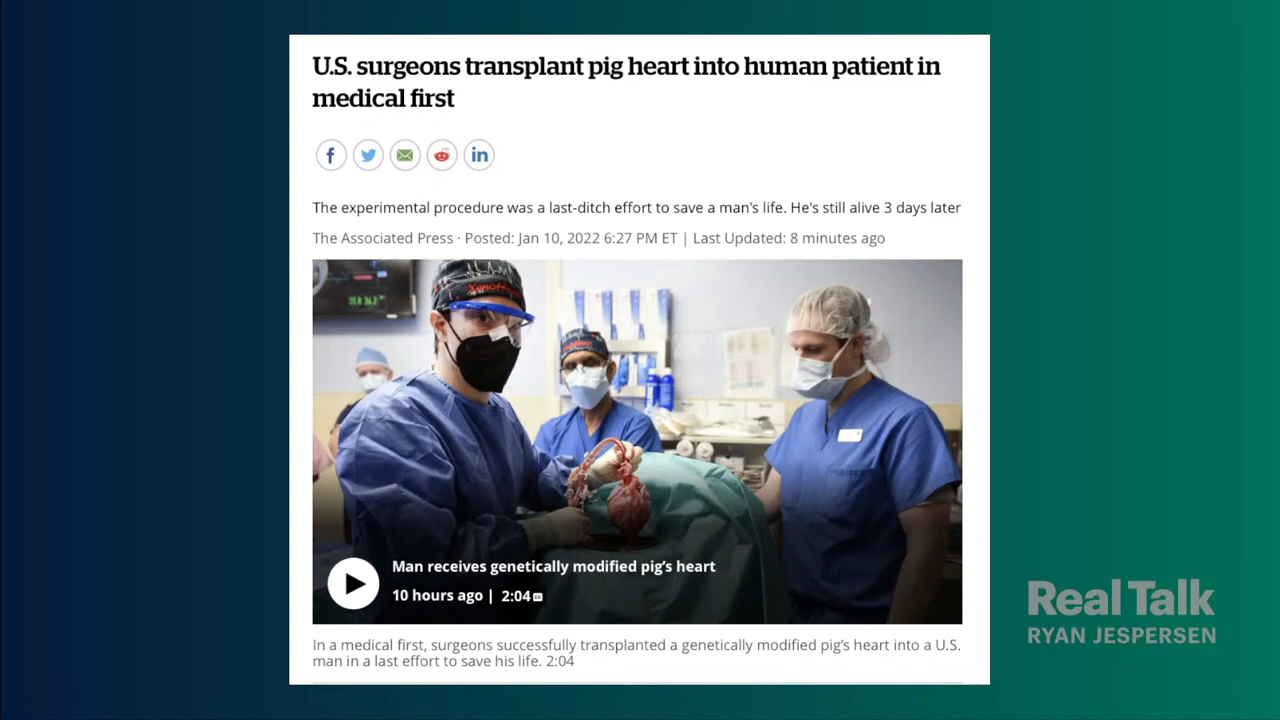 U.S. surgeons transplant pig heart into human patient in
medical first
The experimental procedure was a last-ditch effort to save a man's life. He's still alive 3 days later
The Associated Press · Posted: Jan 10, 2022 6:27 PM ET | Last Updated: 8 minutes ago
Man receives genetically modified pig's heart
10 hours ago | 2:04
In a medical first, surgeons successfully transplanted a genetically modified pig's heart into a U.S.
man in a last effort to save his life. 2:04
Real Talk
RYAN JESPERSEN